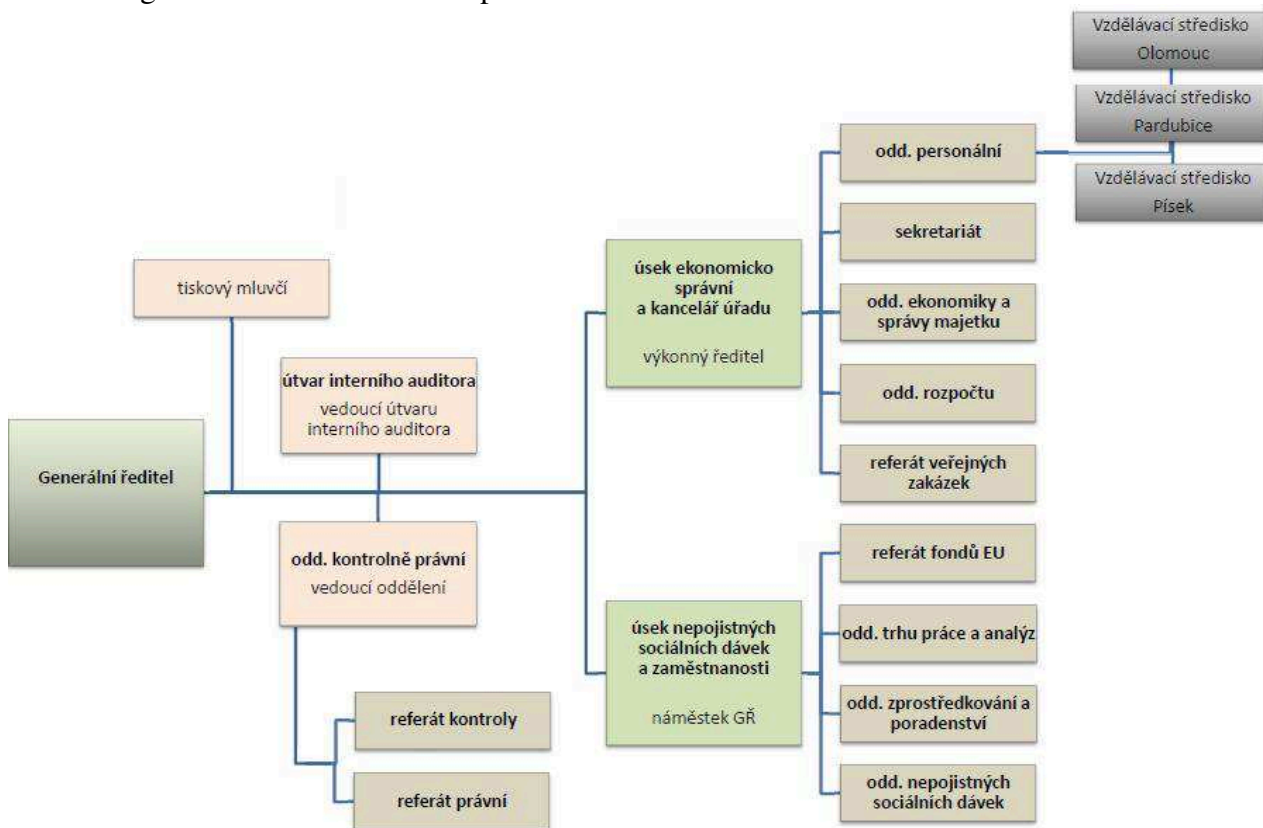 Vzdělávací středisko
Olomouc
Vzdělávací středisko
Pardubice
odd. personální
Vzdělávací středisko
Písek
sekretariát
úsek ekonomicko
správní
a kancelář úřadu
výkonný ředitel
tiskový mluvčí
odd. ekonomiky a
správy majetku
útvar interního auditora
vedoucí útvaru
interního auditora
odd. rozpočtu
Generální ředitel
referát veřejných
zakázek
odd. kontrolně právní
vedoucí oddělení
referát fondů EU
úsek nepojistných
sociálních dávek
a zaměstnanosti
náměstek GŘ
odd. trhu práce a analýz
referát kontroly
odd. zprostředkování a
poradenství
referát právní
odd. nepojistných
sociálních dávek